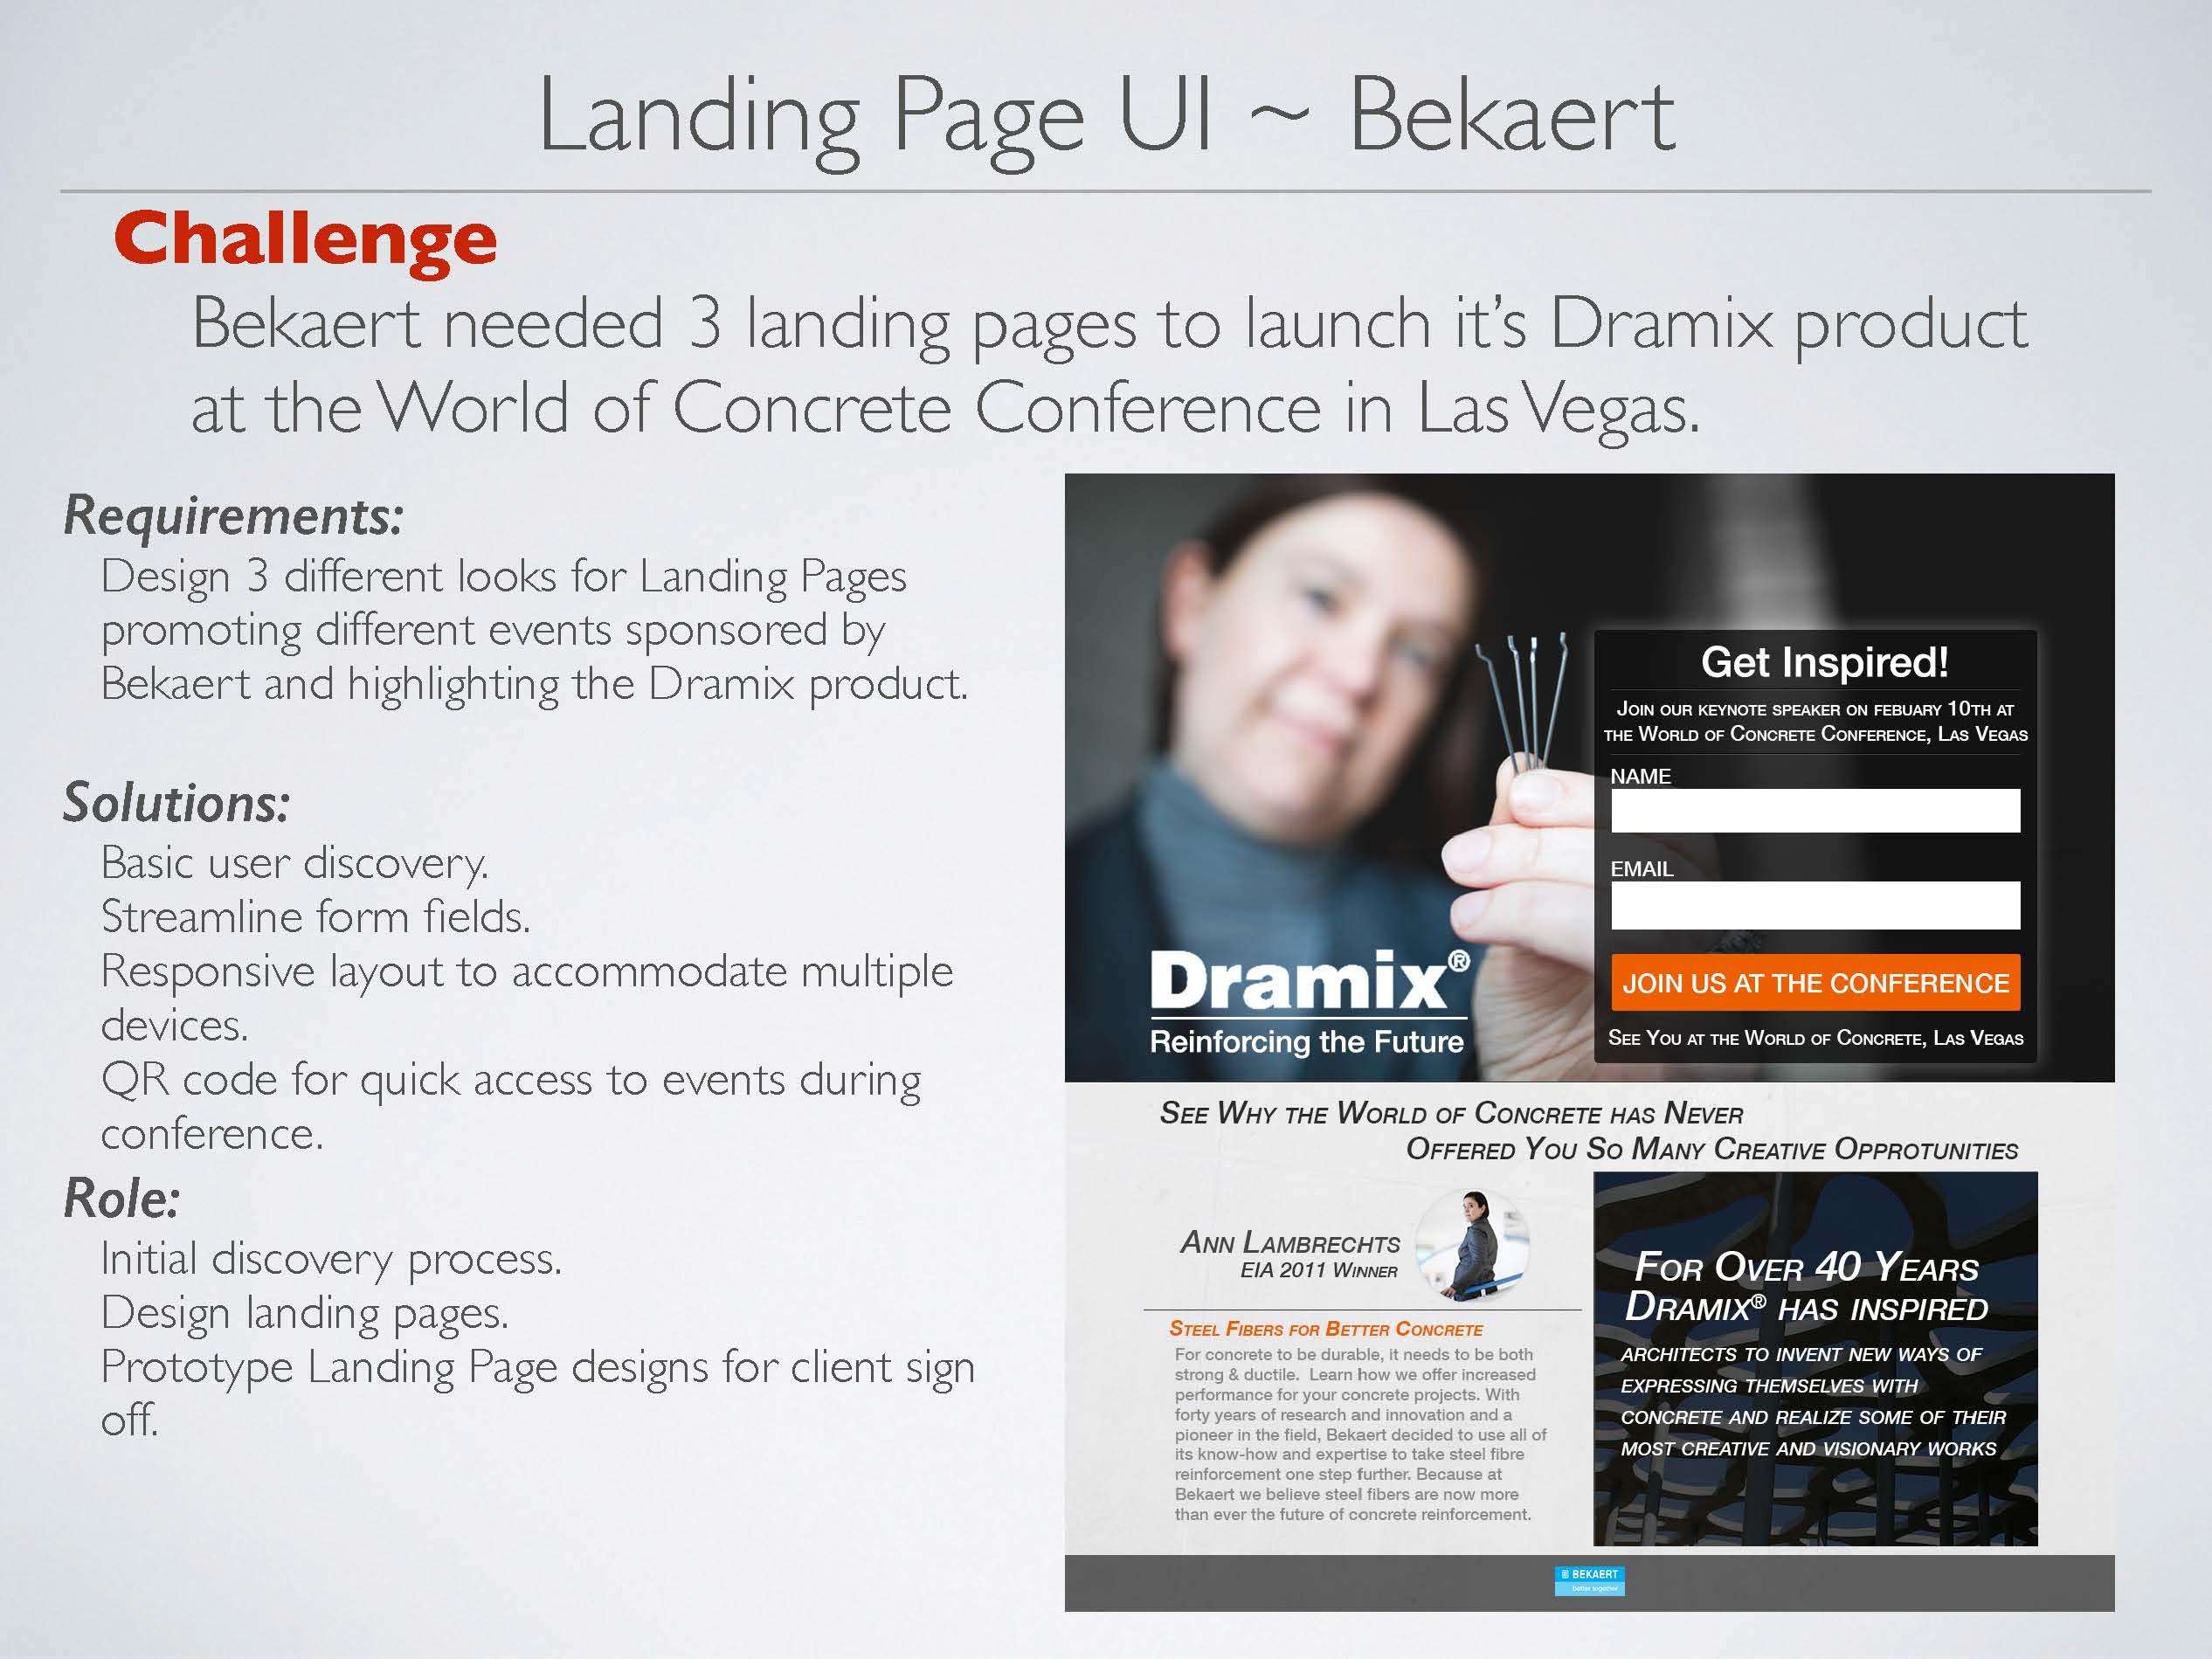 Landing Page UI ~ Bekaert
Challenge
Bekaert needed 3 landing pages to launch it's Dramix product
at the World of Concrete Conference in Las Vegas.
Requirements:
Design 3 different looks for Landing Pages
promoting different events sponsored by
Bekaert and highlighting the Dramix product.
Solutions:
Basic user discovery.
Streamline form fields.
Responsive layout to accommodate multiple
devices.
QR code for quick access to events during
conference.
Role:
Initial discovery process.
Design landing pages.
Prototype Landing Page designs for client sign
off.
Dramix®
Reinforcing the Future
Get Inspired!
JOIN OUR KEYNOTE SPEAKER ON FEBUARY 10TH AT
THE WORLD OF CONCRETE CONFERENCE, LAS VEGAS
NAME
EMAIL
JOIN US AT THE CONFERENCE
SEE YOU AT THE WORLD OF CONCRETE, LAS VEGAS
SEE WHY THE WORLD OF CONCRETE HAS NEVER
OFFERED YOU SO MANY CREATIVE OPPROTUNITIES
ANN LAMBRECHTS
EIA 2011 WINNER
STEEL FIBERS FOR BETTER CONCRETE
For concrete to be durable, it needs to be both
strong & ductile. Learn how we offer increased
performance for your concrete projects. With
forty years of research and innovation and a
pioneer in the field, Bekaert decided to use all of
its know-how and expertise to take steel fibre
reinforcement one step further. Because at
Bekaert we believe steel fibers are now more
than ever the future of concrete reinforcement.
FOR OVER 40 YEARS
DRAMIX® HAS INSPIRED
ARCHITECTS TO INVENT NEW WAYS OF
EXPRESSING THEMSELVES WITH
CONCRETE AND REALIZE SOME OF THEIR
MOST CREATIVE AND VISIONARY WORKS
BEKAERT
better together